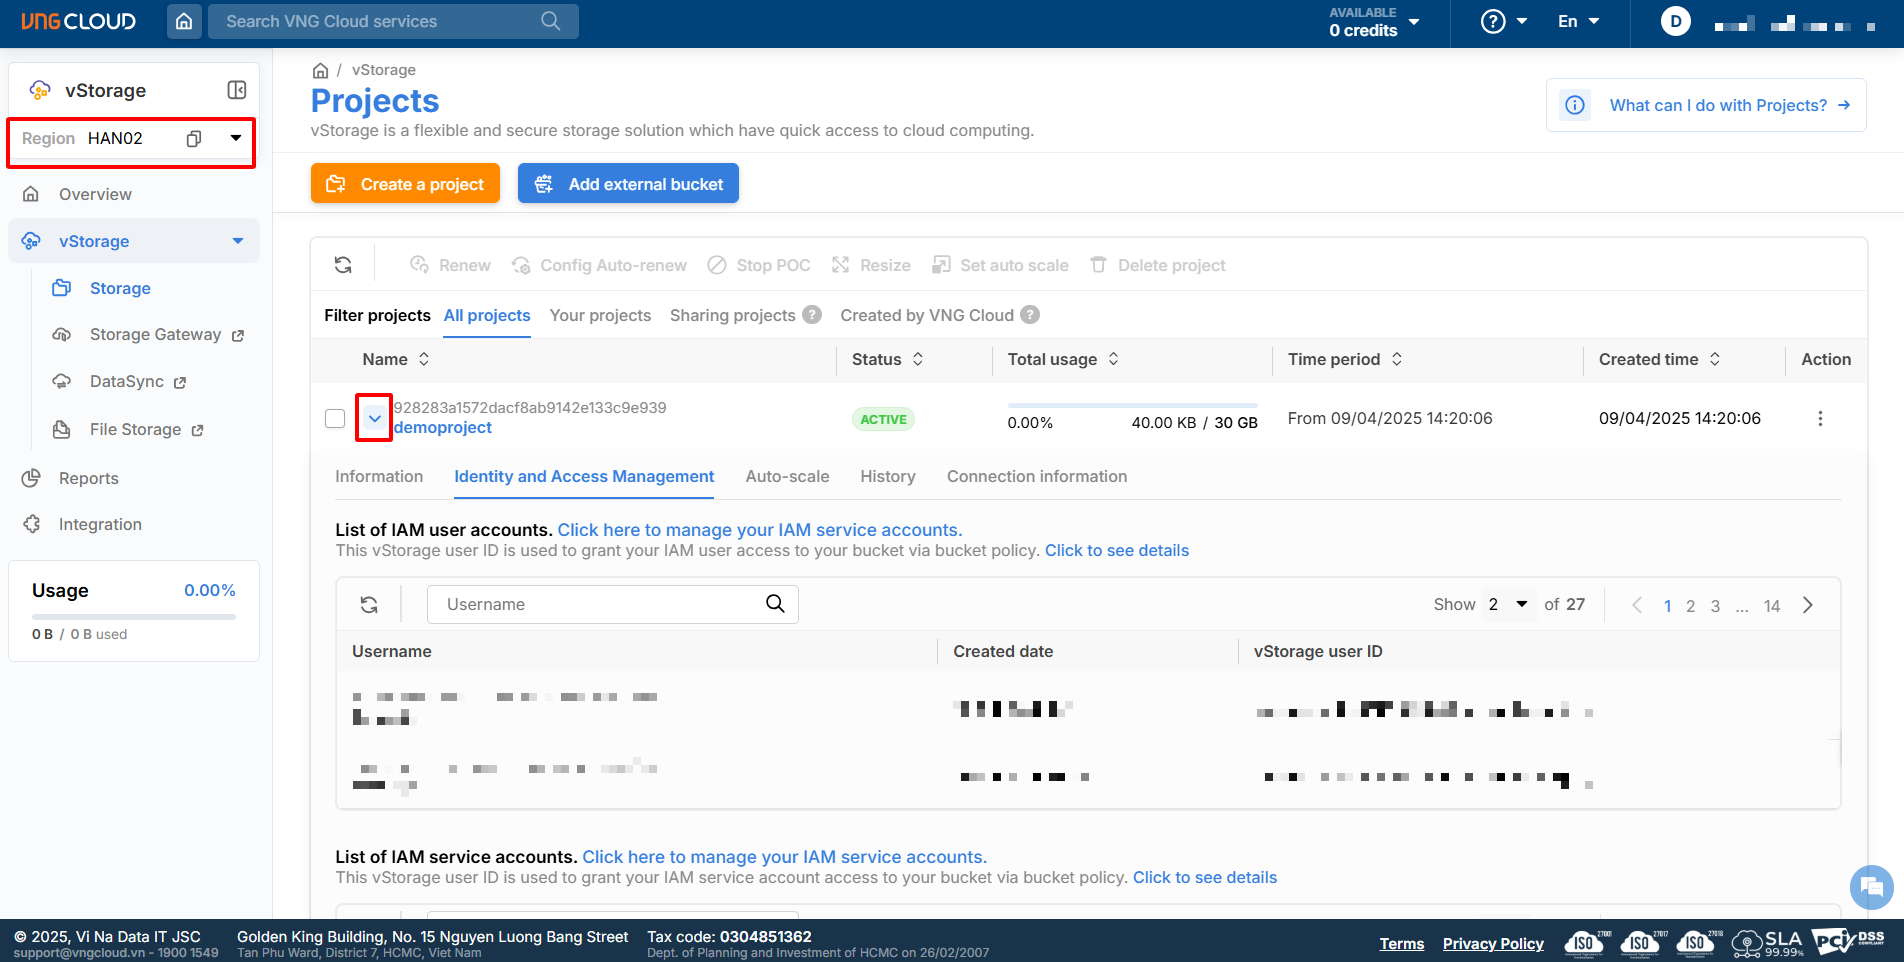 VNG CLOUD
Search VNG Cloud services
AVAILABLE
0 credits
?
En
D
vStorage
Region HAN02
Overview
vStorage
Storage
Storage Gateway
DataSync
File Storage
Reports
Integration
Usage 0.00%
0 B / 0 B used
/ vStorage
Projects
vStorage is a flexible and secure storage solution which have quick access to cloud computing.
What can I do with Projects?
Create a project
Add external bucket
Renew Config Auto-renew Stop POC Resize Set auto scale Delete project
Filter projects All projects Your projects Sharing projects ? Created by VNG Cloud ?
Name Status Total usage Time period Created time Action
928283a1572dacf8ab9142e133c9e939
demoproject
ACTIVE
0.00% 40.00 KB / 30 GB
From 09/04/2025 14:20:06
09/04/2025 14:20:06
Information Identity and Access Management Auto-scale History Connection information
List of IAM user accounts. Click here to manage your IAM service accounts.
This vStorage user ID is used to grant your IAM user access to your bucket via bucket policy. Click to see details
Username
Show 2 of 27
1 2 3 ... 14
Username Created date vStorage user ID
List of IAM service accounts. Click here to manage your IAM service accounts.
This vStorage user ID is used to grant your IAM service account access to your bucket via bucket policy. Click to see details
© 2025, Vi Na Data IT JSC
support@vngcloud.vn - 1900 1549
Golden King Building, No. 15 Nguyen Luong Bang Street
Tan Phu Ward, District 7, HCMC, Viet Nam
Tax code: 0304851362
Dept. of Planning and Investment of HCMC on 26/02/2007
Terms
Privacy Policy
ISO 27001
ISO 27017
ISO 27018
SLA
99.99%
PCI DSS
COMPLIANT